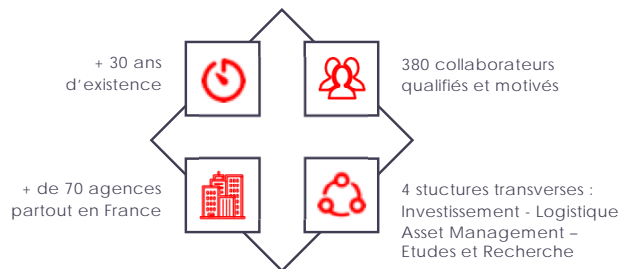 + 30 ans
d'existence
380 collaborateurs
qualifiés et motivés
+ de 70 agences
partout en France
4 stuctures transverses :
Investissement - Logistique
Asset Management –
Etudes et Recherche